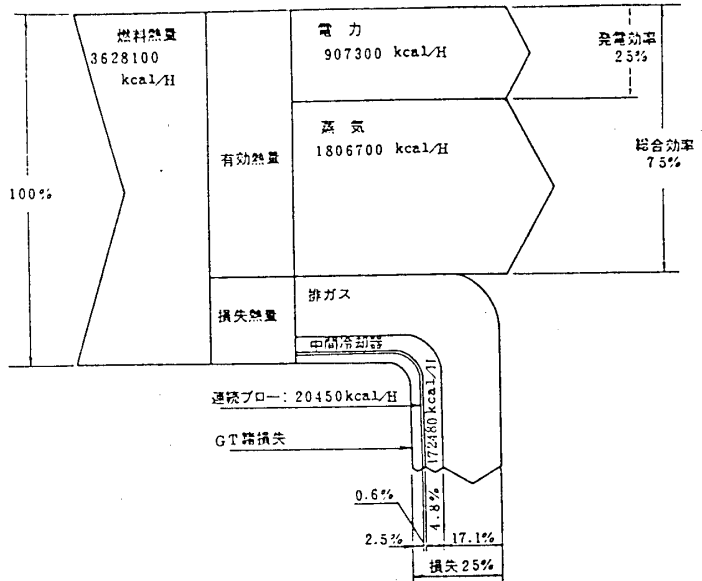 燃料熱量
3628100
kcal/H
電力
907300 kcal/H
発電効率
25%
蒸気
1806700 kcal/H
有効熱量
総合効率
75%
100%
排ガス
損失熱量
中間冷却器
連続ブロー:20450kcal/H
172480kcal/H
GT諸損失
0.6%
4.8%
2.5%
17.1%
損失25%